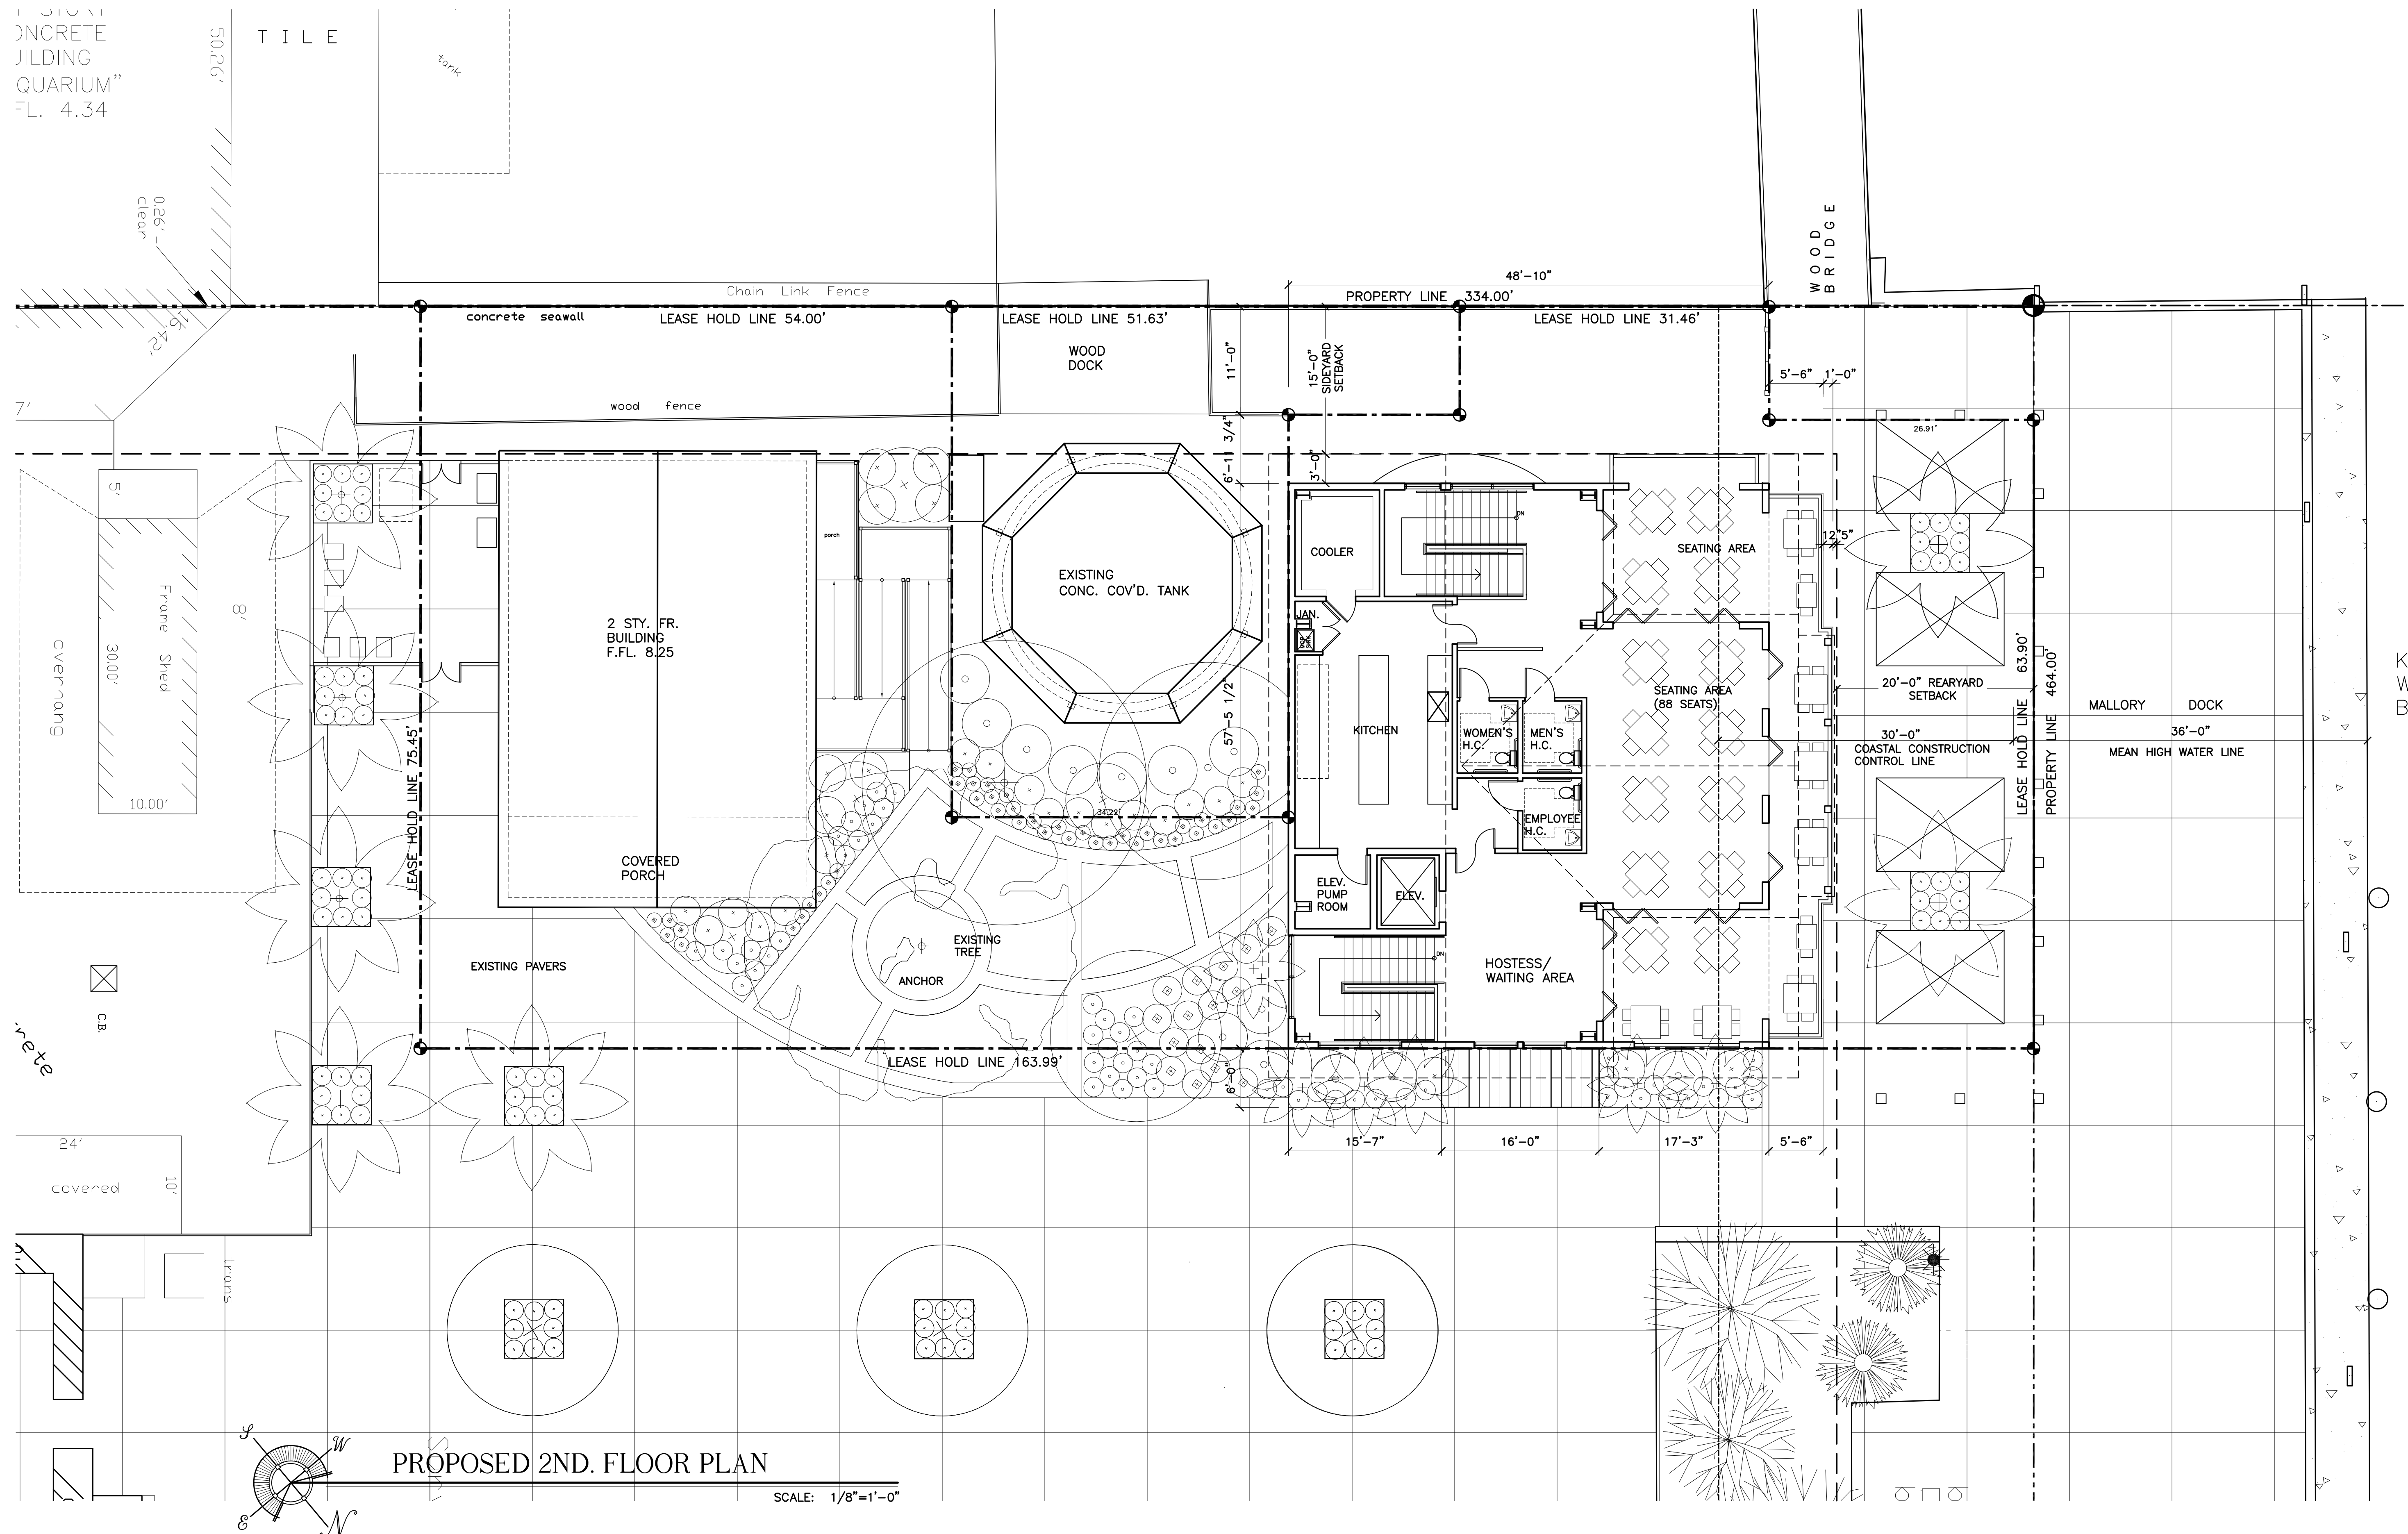 ONCRETE
UILDING
QUARIUM"
FL. 4.34
50.26'
TILE
tank
0.26'
clear
16.42'
7'
Chain Link Fence
concrete seawall
LEASE HOLD LINE 54.00'
LEASE HOLD LINE 51.63'
PROPERTY LINE 334.00'
48'-10"
LEASE HOLD LINE 31.46'
WOOD
BRIDGE
WOOD
DOCK
wood fence
11'-0"
15'-0"
SIDEYARD
SETBACK
6'-11 3/4"
3'-0"
5'-6"
1'-0"
26.91'
12"
5"
5'
Frame Shed
30.00'
8'
overhang
10.00'
porch
2 STY. FR.
BUILDING
F.FL. 8.25
COVERED
PORCH
EXISTING
CONC. COV'D. TANK
COOLER
DN
JAN.
SEATING AREA
SEATING AREA
(88 SEATS)
KITCHEN
WOMEN'S
H.C.
MEN'S
H.C.
EMPLOYEE
H.C.
57'-5 1/2"
34.22'
ELEV.
PUMP
ROOM
ELEV.
DN
HOSTESS/
WAITING AREA
20'-0" REARYARD
SETBACK
30'-0"
COASTAL CONSTRUCTION
CONTROL LINE
LEASE HOLD LINE 63.90'
PROPERTY LINE 464.00'
MALLORY DOCK
36'-0"
MEAN HIGH WATER LINE
K
W
B
LEASE HOLD LINE 75.45'
EXISTING PAVERS
EXISTING
TREE
ANCHOR
LEASE HOLD LINE 163.99'
6'-0"
15'-7"
16'-0"
17'-3"
5'-6"
C.B.
rete
24'
10'
covered
trans
S
W
E
N
PROPOSED 2ND. FLOOR PLAN
SCALE: 1/8"=1'-0"